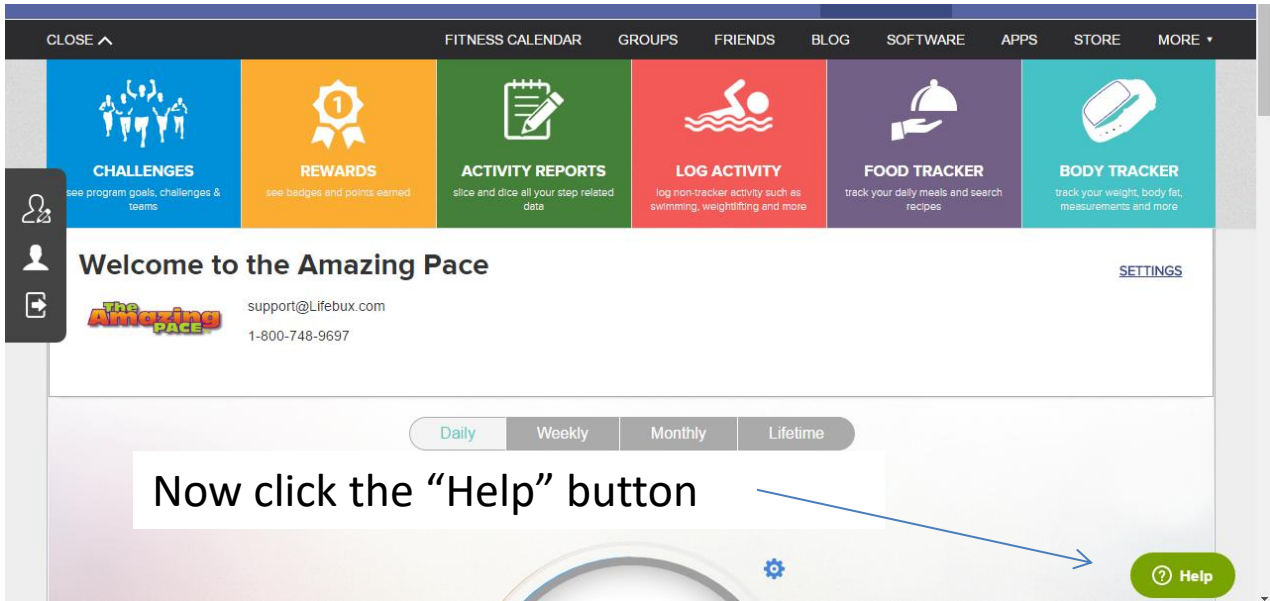 CLOSE
FITNESS CALENDAR GROUPS FRIENDS BLOG SOFTWARE APPS STORE MORE
1
CHALLENGES
see program goals, challenges &
teams
REWARDS
see badges and points earned
ACTIVITY REPORTS
slice and dice all your step related
data
LOG ACTIVITY
log non-tracker activity such as
swimming, weightlifting and more
FOOD TRACKER
track your daily meals and search
recipes
BODY TRACKER
track your weight, body fat,
measurements and more
Welcome to the Amazing Pace
SETTINGS
The
Amazing
PACE
support@Lifebux.com
1-800-748-9697
Daily Weekly Monthly Lifetime
Now click the “Help” button
? Help